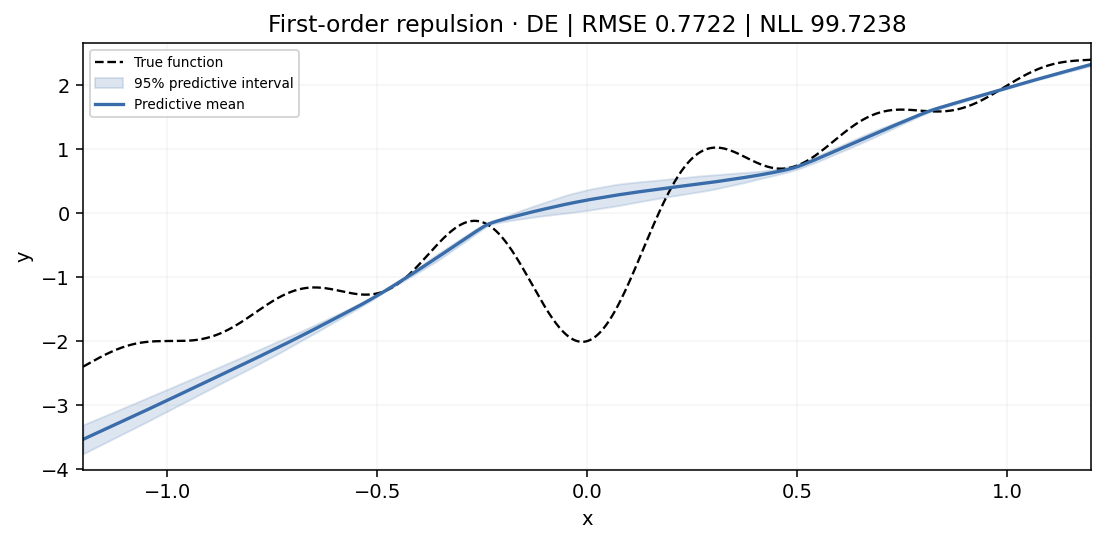 First-order repulsion · DE | RMSE 0.7722 | NLL 99.7238
True function
95% predictive interval
Predictive mean
2
1
0
−1
−2
−3
−4
y
−1.0
−0.5
0.0
0.5
1.0
x